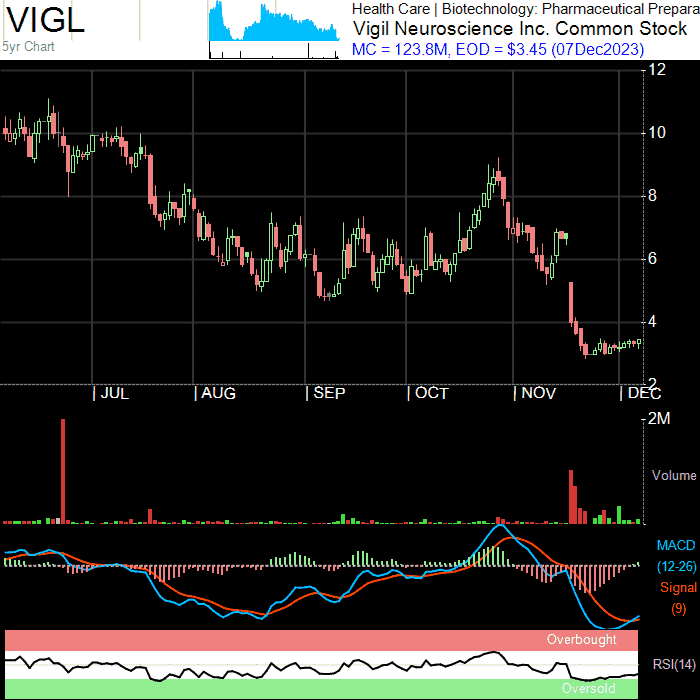 VIGL
5yr Chart
Health Care | Biotechnology: Pharmaceutical Prepara
Vigil Neuroscience Inc. Common Stock
MC = 123.8M, EOD = $3.45 (07Dec2023)
12
10
8
6
4
2
| JUL | AUG | SEP | OCT | NOV | DEC
2M
Volume
MACD
(12-26)
Signal
(9)
Overbought
RSI(14)
Oversold